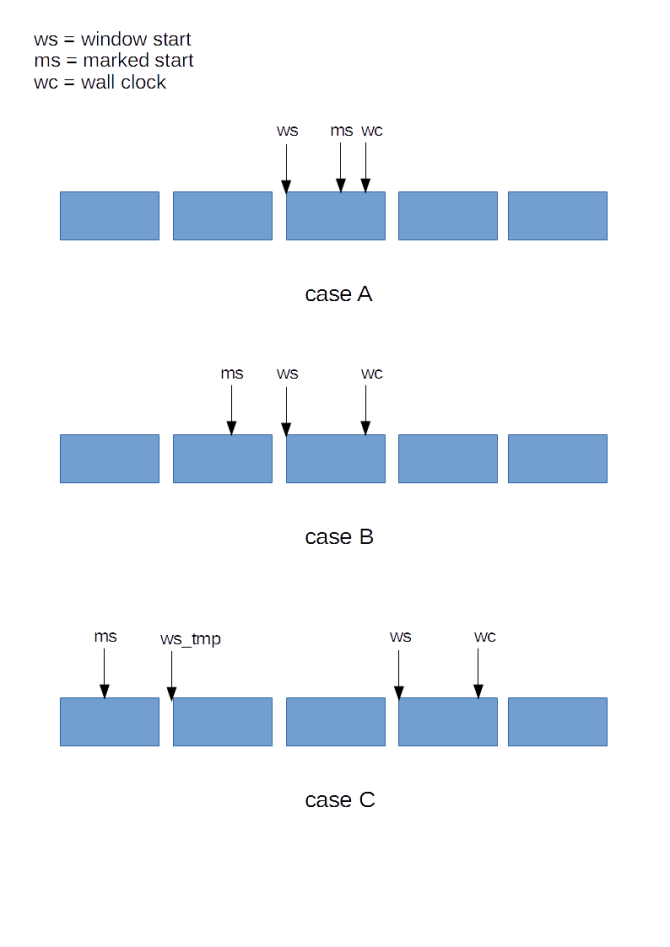 ws = window start
ms = marked start
wc = wall clock
ws ms wc
case A
ms ws wc
case B
ms ws_tmp ws wc
case C